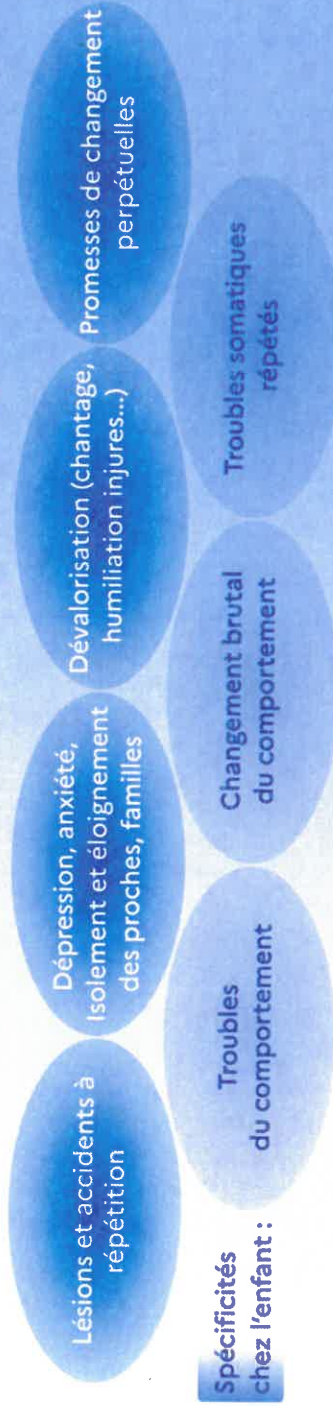 Lésions et accidents à
répétition
Dépression, anxiété,
Isolement et éloignement
des proches, familles
Dévalorisation (chantage,
humiliation injures...)
Promesses de changement
perpétuelles
Spécificités
chez l'enfant :
Troubles
du comportement
Changement brutal
du comportement
Troubles somatiques
répétés